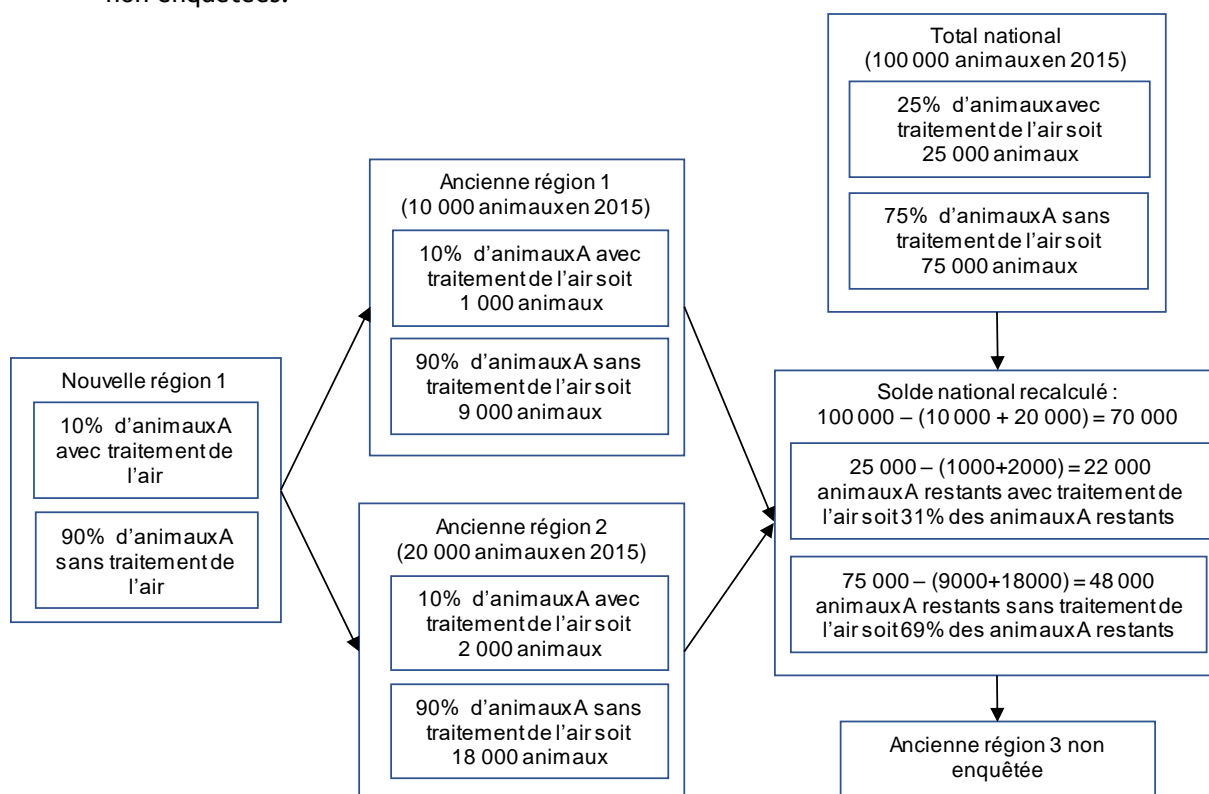 non enquêtées.
Total national
(100 000 animaux en 2015)
25% d’animaux avec
traitement de l’air soit
25 000 animaux
75% d’animaux A sans
traitement de l’air soit
75 000 animaux
Ancienne région 1
(10 000 animaux en 2015)
10% d’animaux A avec
traitement de l’air soit
1 000 animaux
90% d’animaux A sans
traitement de l’air soit
9 000 animaux
Nouvelle région 1
10% d’animaux A
avec traitement de
l’air
90% d’animaux A
sans traitement de
l’air
Ancienne région 2
(20 000 animaux en 2015)
10% d’animaux A avec
traitement de l’air soit
2 000 animaux
90% d’animaux A sans
traitement de l’air soit
18 000 animaux
Solde national recalculé :
100 000 – (10 000 + 20 000) = 70 000
25 000 – (1000+2000) = 22 000
animaux A restants avec traitement de
l’air soit 31% des animaux A restants
75 000 – (9000+18000) = 48 000
animaux A restants sans traitement de
l’air soit 69% des animaux A restants
Ancienne région 3 non
enquêtée